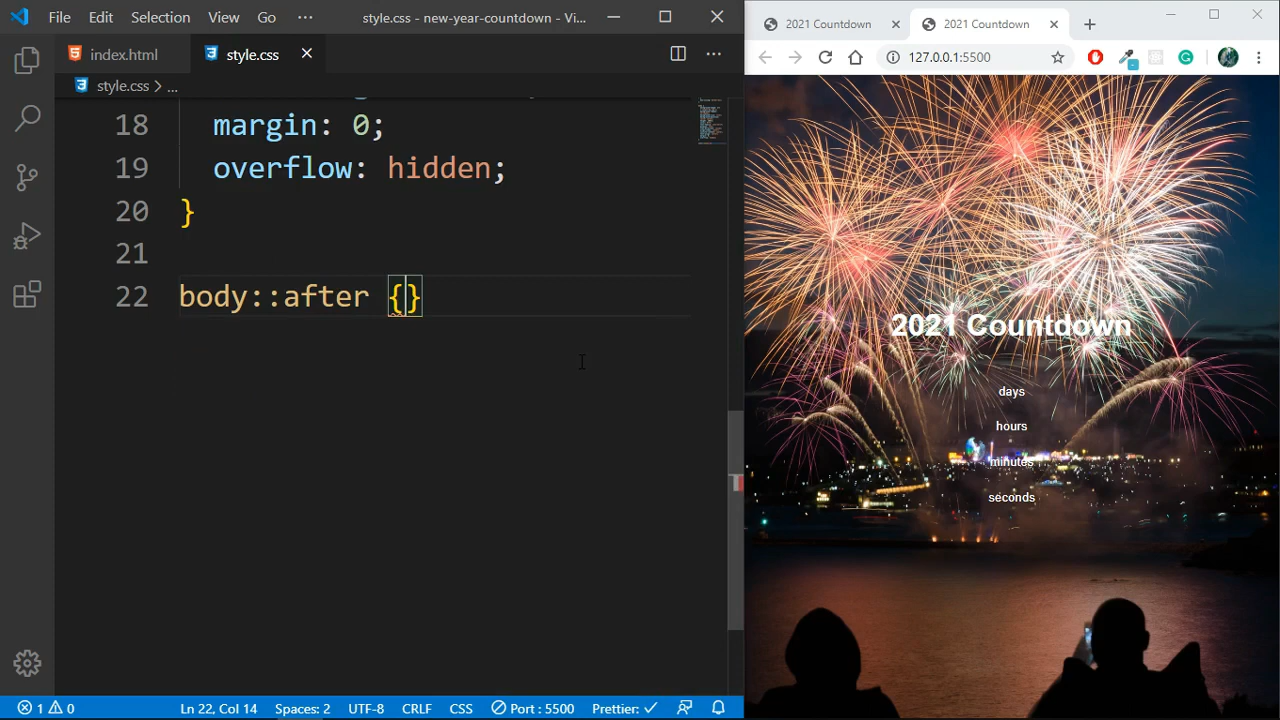 File Edit Selection View Go ··· style.css - new-year-countdown - Vi...
index.html style.css
style.css > ...
18 margin: 0;
19 overflow: hidden;
20 }
21
22 body::after {}
1 0 Ln 22, Col 14 Spaces: 2 UTF-8 CRLF CSS Port : 5500 Prettier: ✓
2021 Countdown 2021 Countdown
127.0.0.1:5500
2021 Countdown
days
hours
minutes
seconds